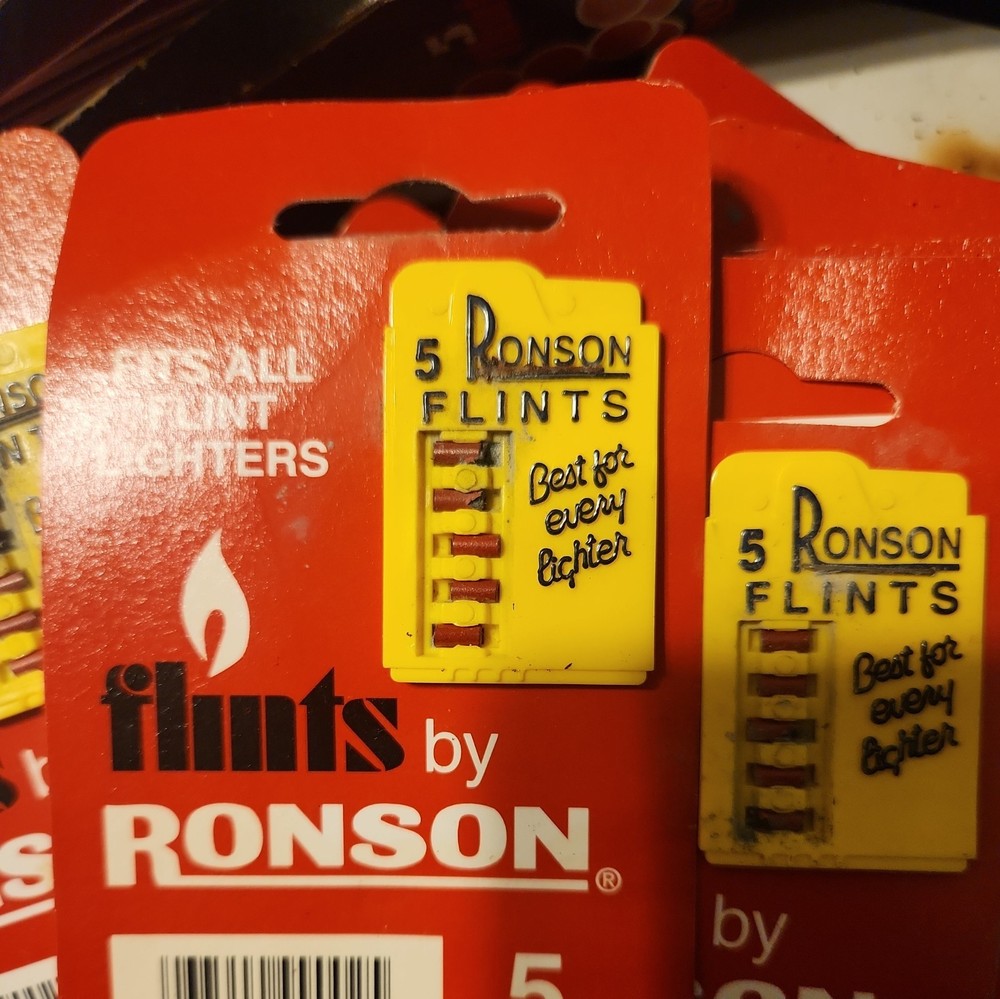 FITS ALL
FLINT
LIGHTERS
5 RONSON
FLINTS
Best for
every
lighter
flints by
RONSON®
5
5 RONSON
FLINTS
Best for
every
lighter
by